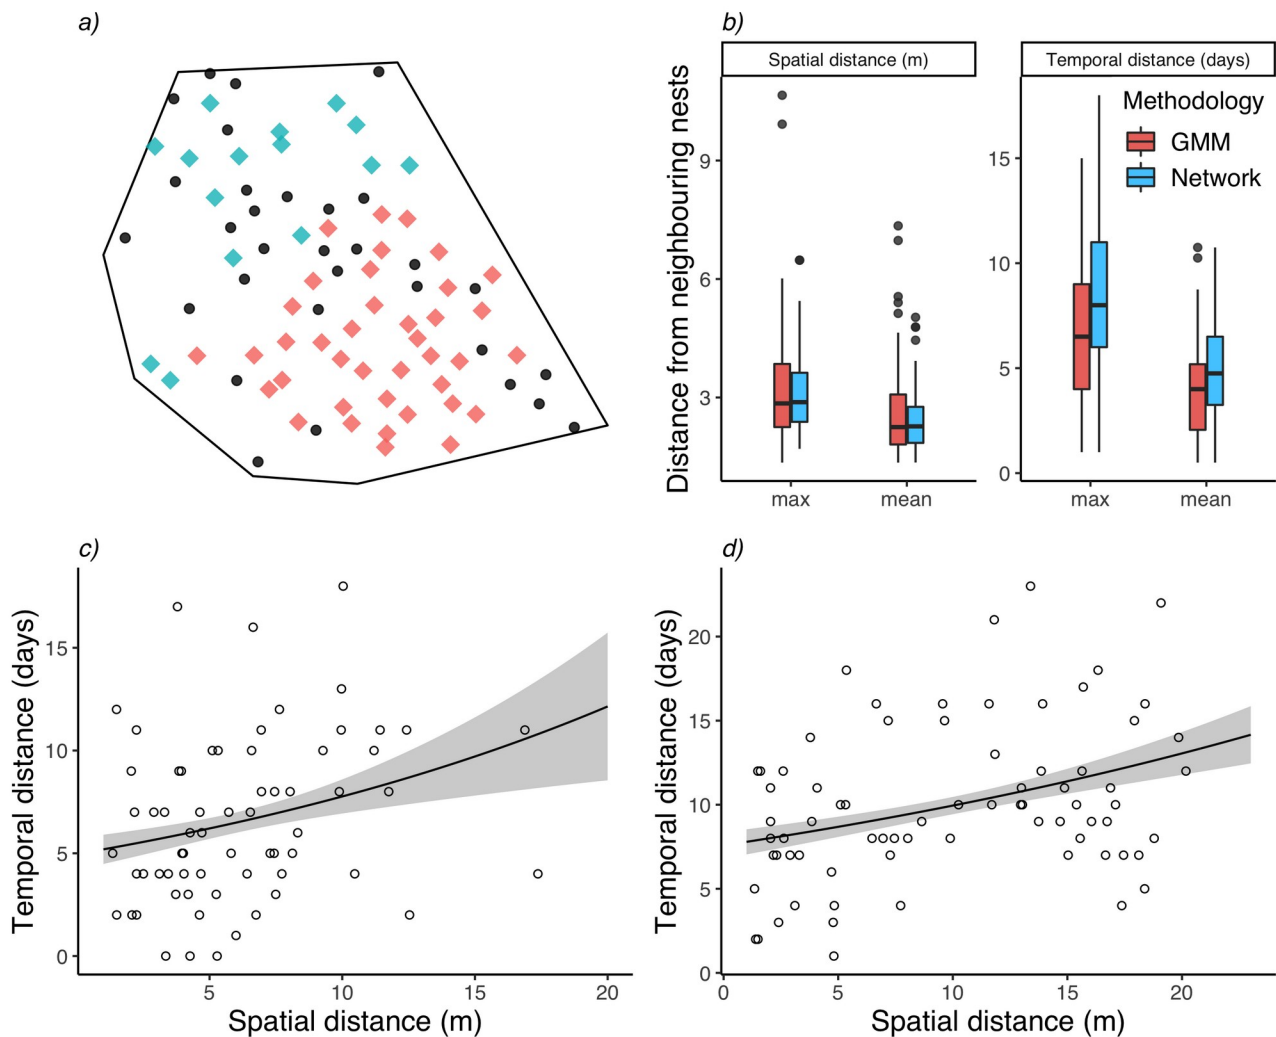 a)
b)
Spatial distance (m)
Temporal distance (days)
Distance from neighbouring nests
9
6
3
max
mean
15
10
5
0
max
mean
Methodology
GMM
Network
c)
Temporal distance (days)
15
10
5
0
5
10
15
20
Spatial distance (m)
d)
Temporal distance (days)
20
15
10
5
0
0
5
10
15
20
Spatial distance (m)